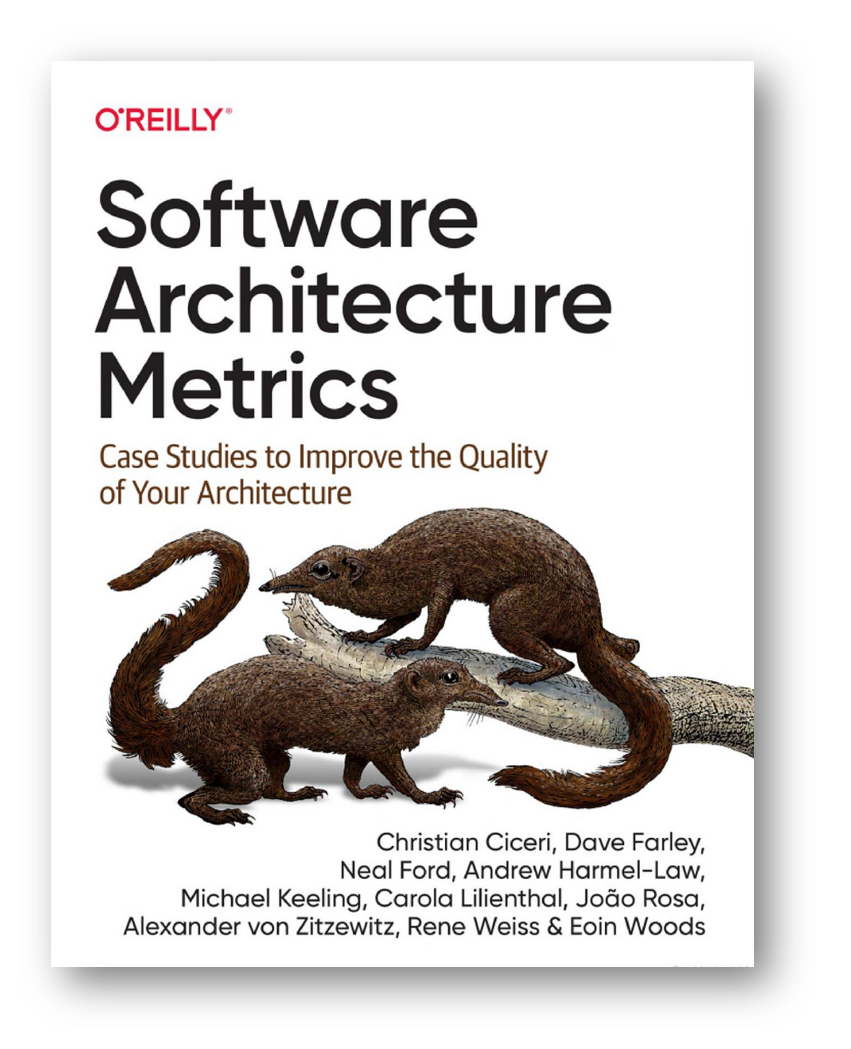 O'REILLY®
Software
Architecture
Metrics
Case Studies to Improve the Quality
of Your Architecture
Christian Ciceri, Dave Farley,
Neal Ford, Andrew Harmel-Law,
Michael Keeling, Carola Lilienthal, João Rosa,
Alexander von Zitzewitz, Rene Weiss & Eoin Woods